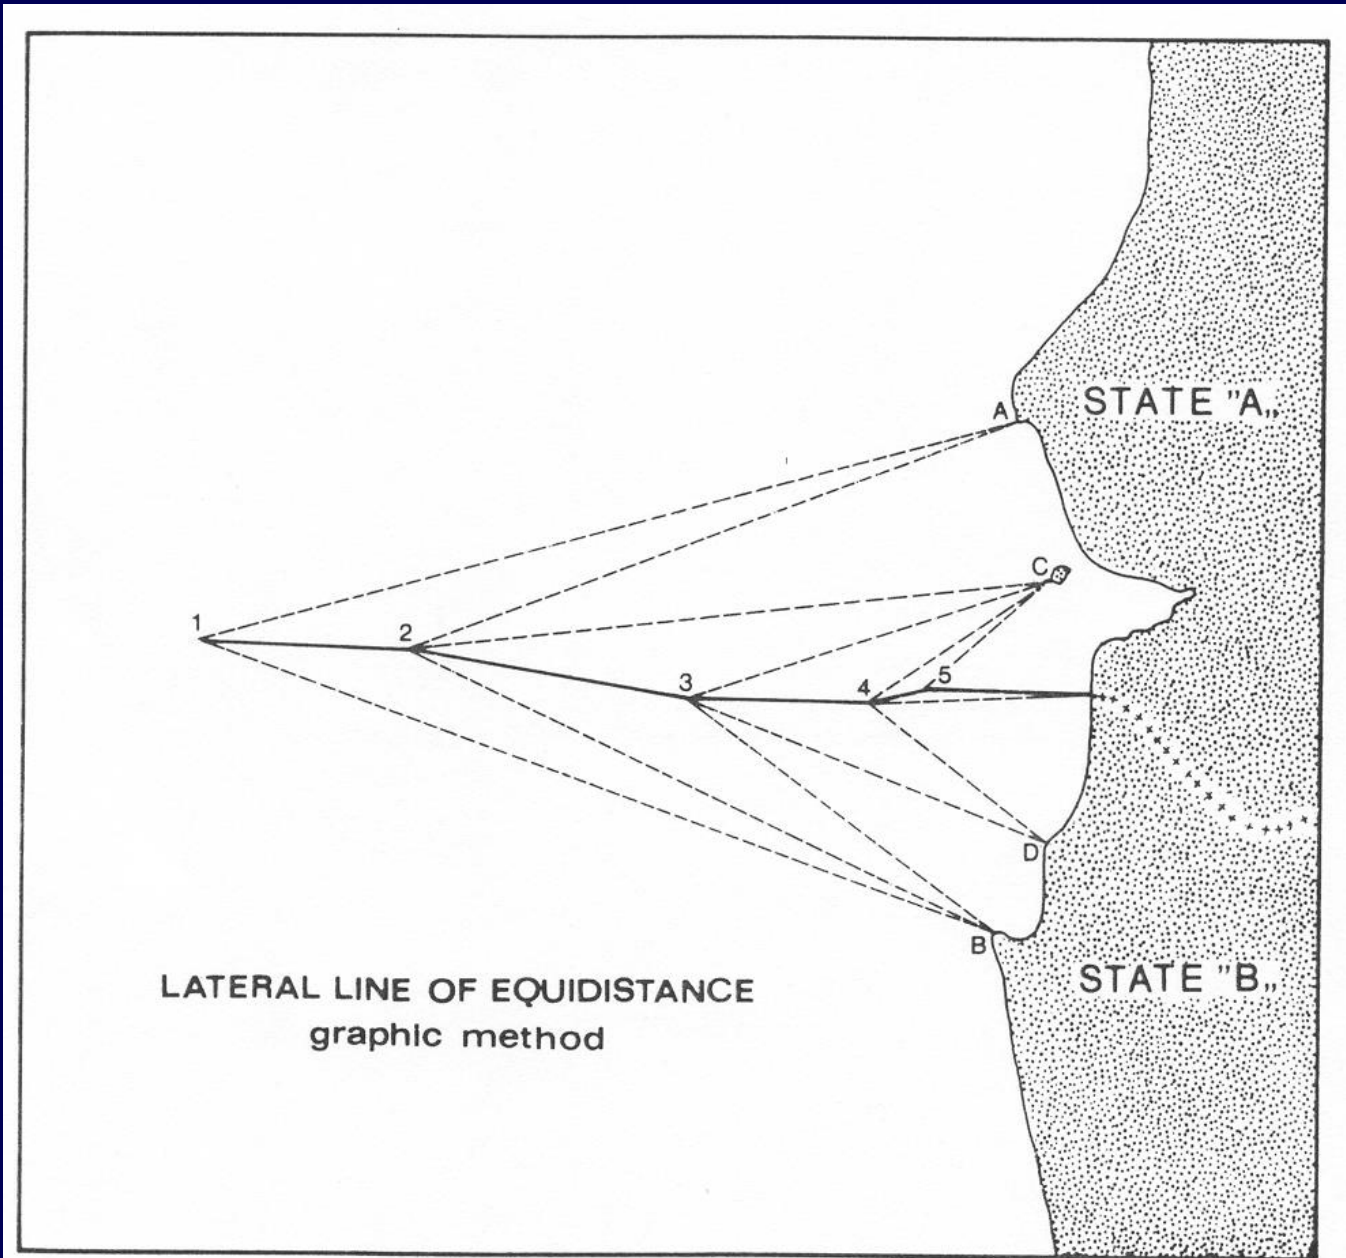 A
STATE "A„
C
1
2
3
4
5
D
B
STATE "B„
LATERAL LINE OF EQUIDISTANCE
graphic method